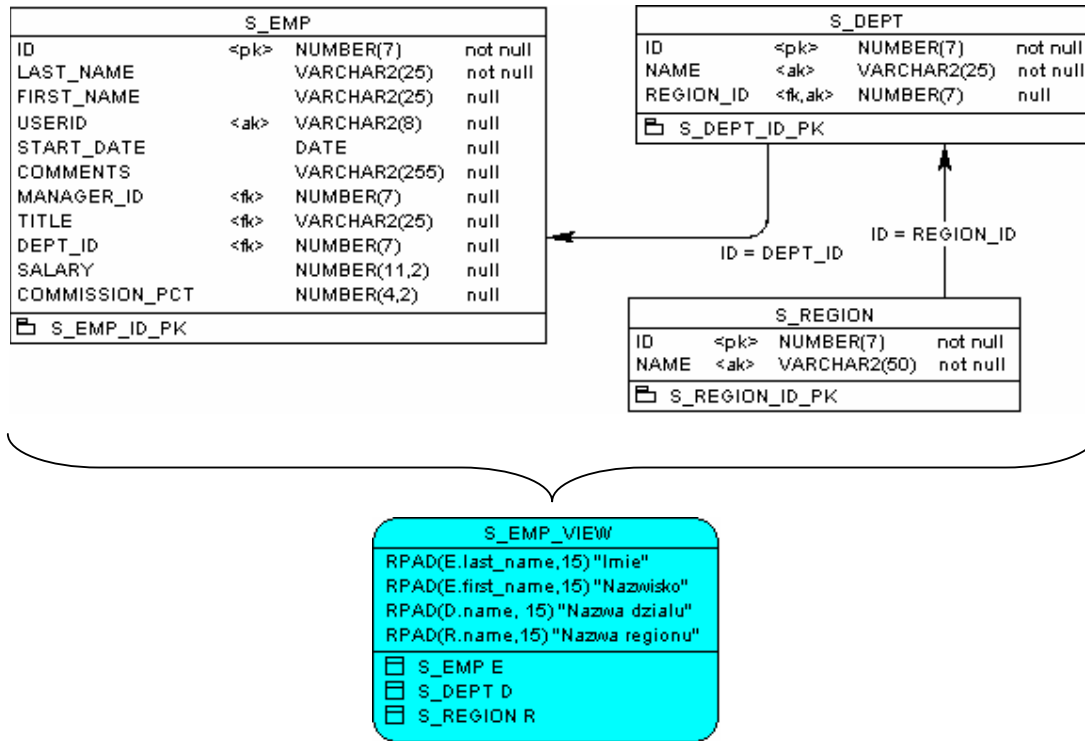 S_EMP
ID <pk> NUMBER(7) not null
LAST_NAME VARCHAR2(25) not null
FIRST_NAME VARCHAR2(25) null
USERID <ak> VARCHAR2(8) null
START_DATE DATE null
COMMENTS VARCHAR2(255) null
MANAGER_ID <fk> NUMBER(7) null
TITLE <fk> VARCHAR2(25) null
DEPT_ID <fk> NUMBER(7) null
SALARY NUMBER(11,2) null
COMMISSION_PCT NUMBER(4,2) null
S_EMP_ID_PK
S_DEPT
ID <pk> NUMBER(7) not null
NAME <ak> VARCHAR2(25) not null
REGION_ID <fk,ak> NUMBER(7) null
S_DEPT_ID_PK
ID = DEPT_ID
ID = REGION_ID
S_REGION
ID <pk> NUMBER(7) not null
NAME <ak> VARCHAR2(50) not null
S_REGION_ID_PK
S_EMP_VIEW
RPAD(E.last_name,15) "Imie"
RPAD(E.first_name,15) "Nazwisko"
RPAD(D.name, 15) "Nazwa dzialu"
RPAD(R.name,15) "Nazwa regionu"
S_EMP E
S_DEPT D
S_REGION R